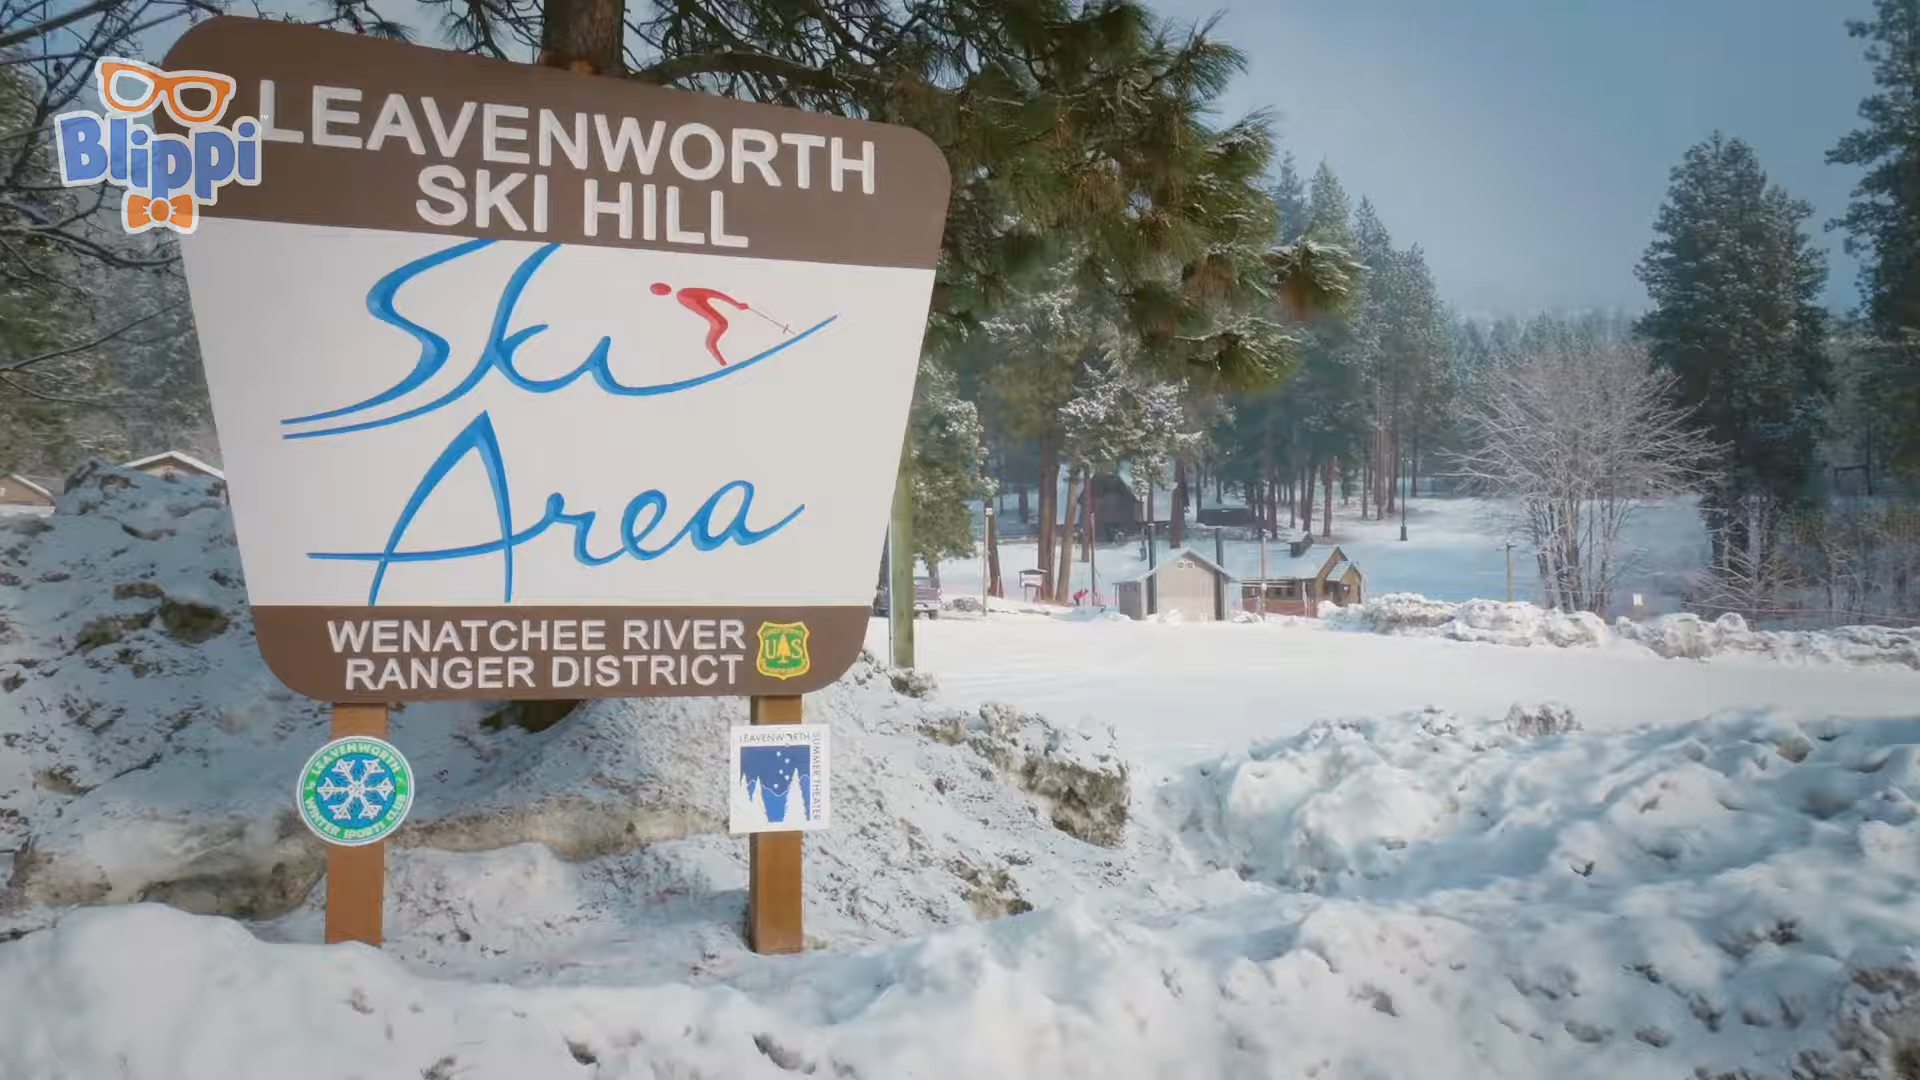 Blippi
LEAVENWORTH
SKI HILL
Ski
Area
WENATCHEE RIVER
RANGER DISTRICT
US
LEAVENWORTH
WINTER SPORTS CLUB
LEAVENWORTH
SUMMER THEATER